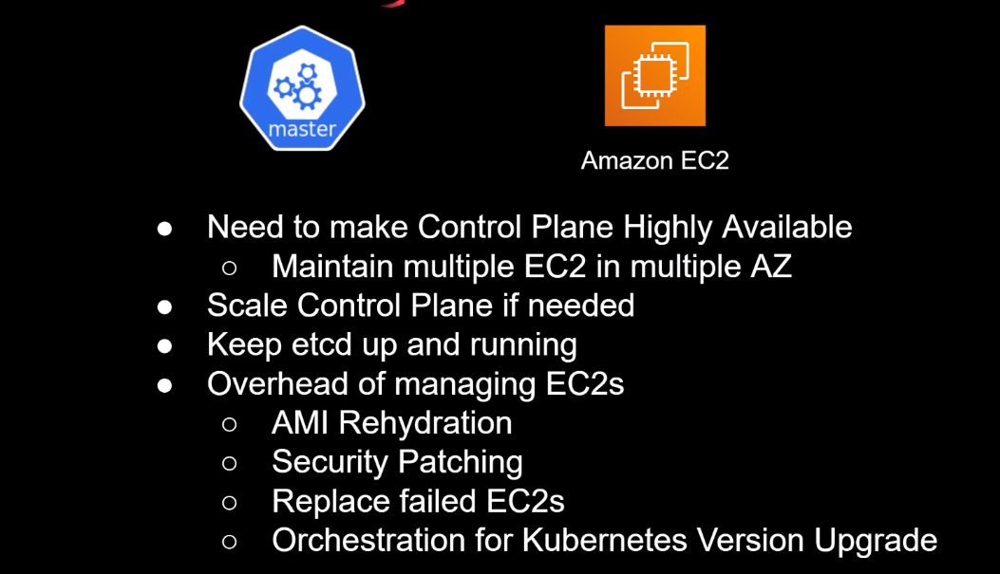 master
Amazon EC2
● Need to make Control Plane Highly Available
○ Maintain multiple EC2 in multiple AZ
● Scale Control Plane if needed
● Keep etcd up and running
● Overhead of managing EC2s
○ AMI Rehydration
○ Security Patching
○ Replace failed EC2s
○ Orchestration for Kubernetes Version Upgrade